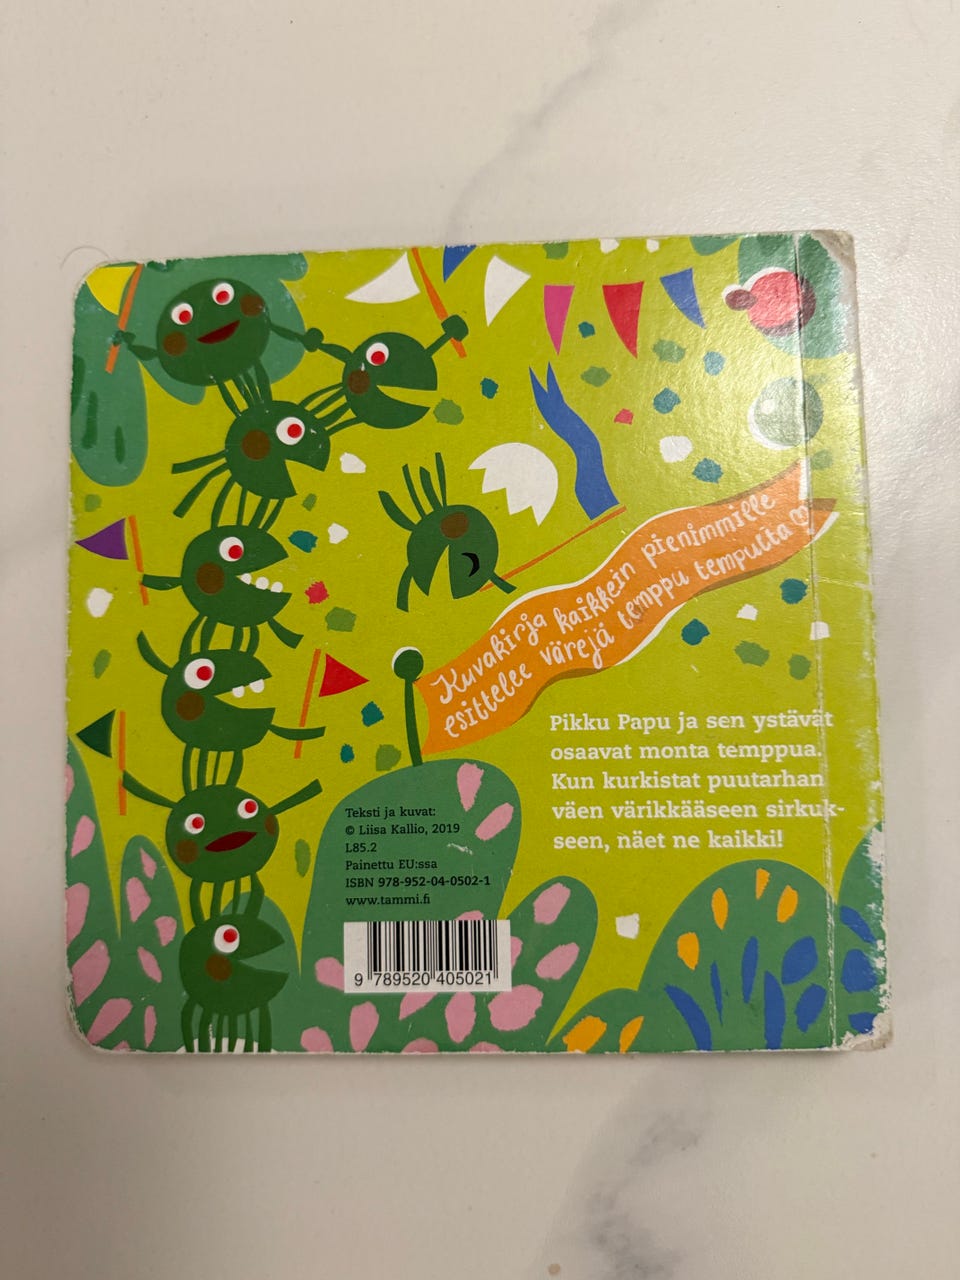 Kuvakirja kaikkein pienimmille
esittelee värejä temppu tempulta
Pikku Papu ja sen ystävät
osaavat monta temppua.
Kun kurkistat puutarhan
väen värikkääseen sirkuk-
seen, näet ne kaikki!
Teksti ja kuvat:
© Liisa Kallio, 2019
L85.2
Painettu EU:ssa
ISBN 978-952-04-0502-1
www.tammi.fi
9 789520 405021